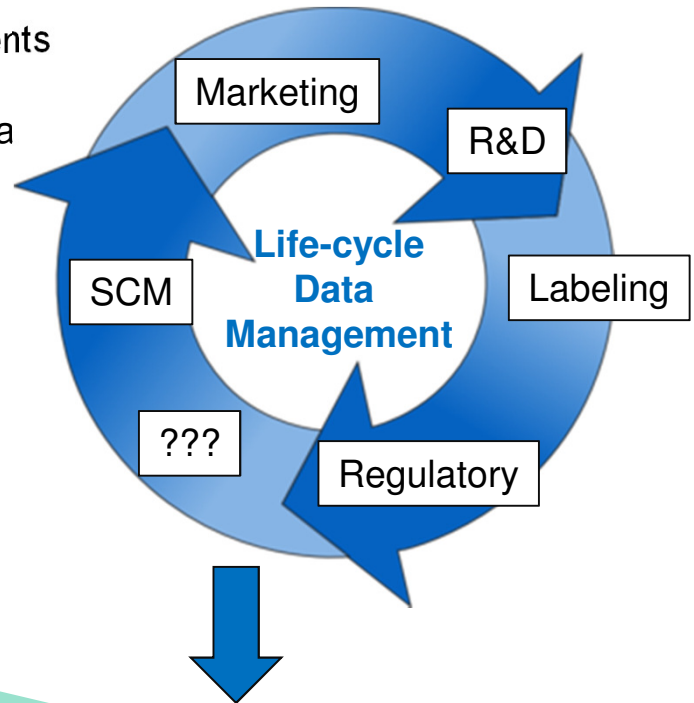 ents
a
Marketing
R&D
Life-cycle
Data
Management
SCM
Labeling
???
Regulatory